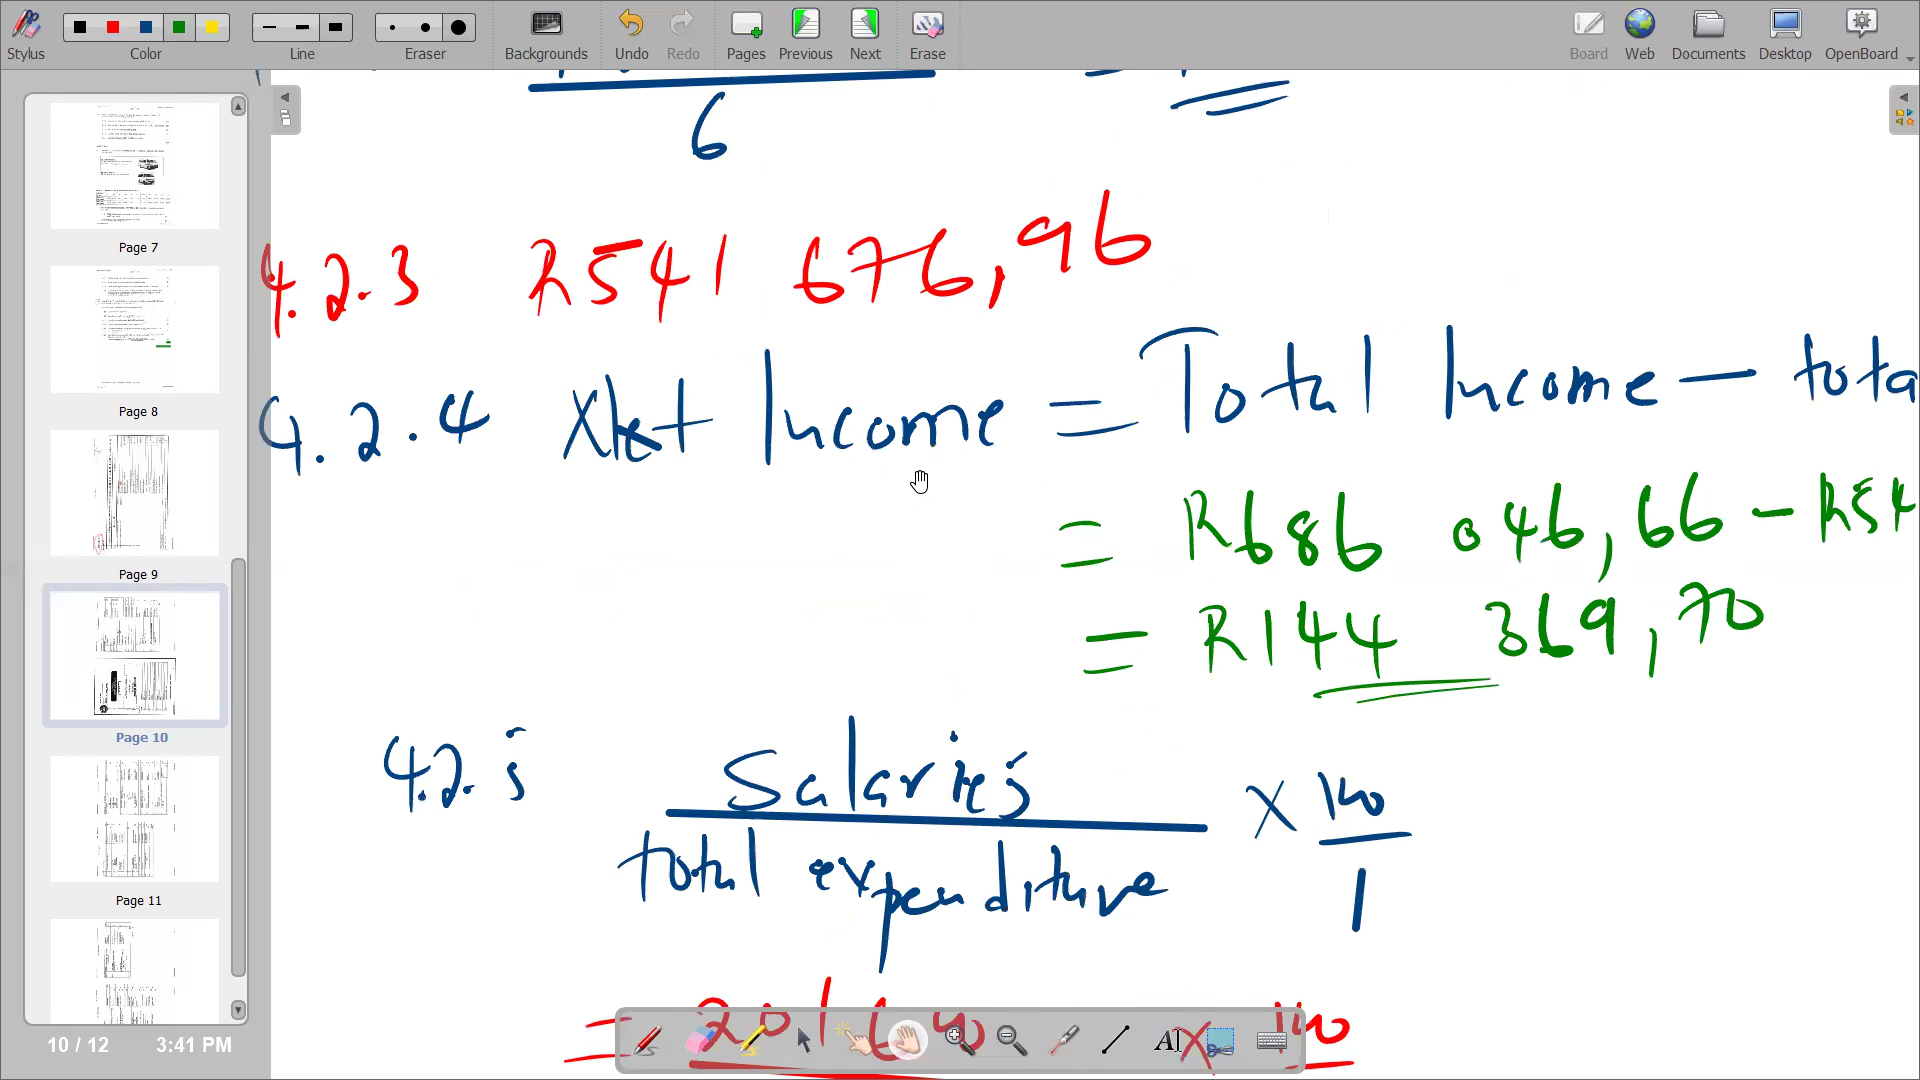 Stylus
Color
Line
Eraser
Backgrounds
Undo
Redo
Pages
Previous
Next
Erase
Board
Web
Documents
Desktop
OpenBoard
6
4.2.3 R541 676,96
4.2.4 Net Income = Total Income - tota
= R686 046,66 - R54
= R144 369,70
4.2.5 Salaries × 100
total expenditure 1
= 201 6 × 100
Page 7
Page 8
Page 9
Page 10
Page 11
10 / 12 3:41 PM